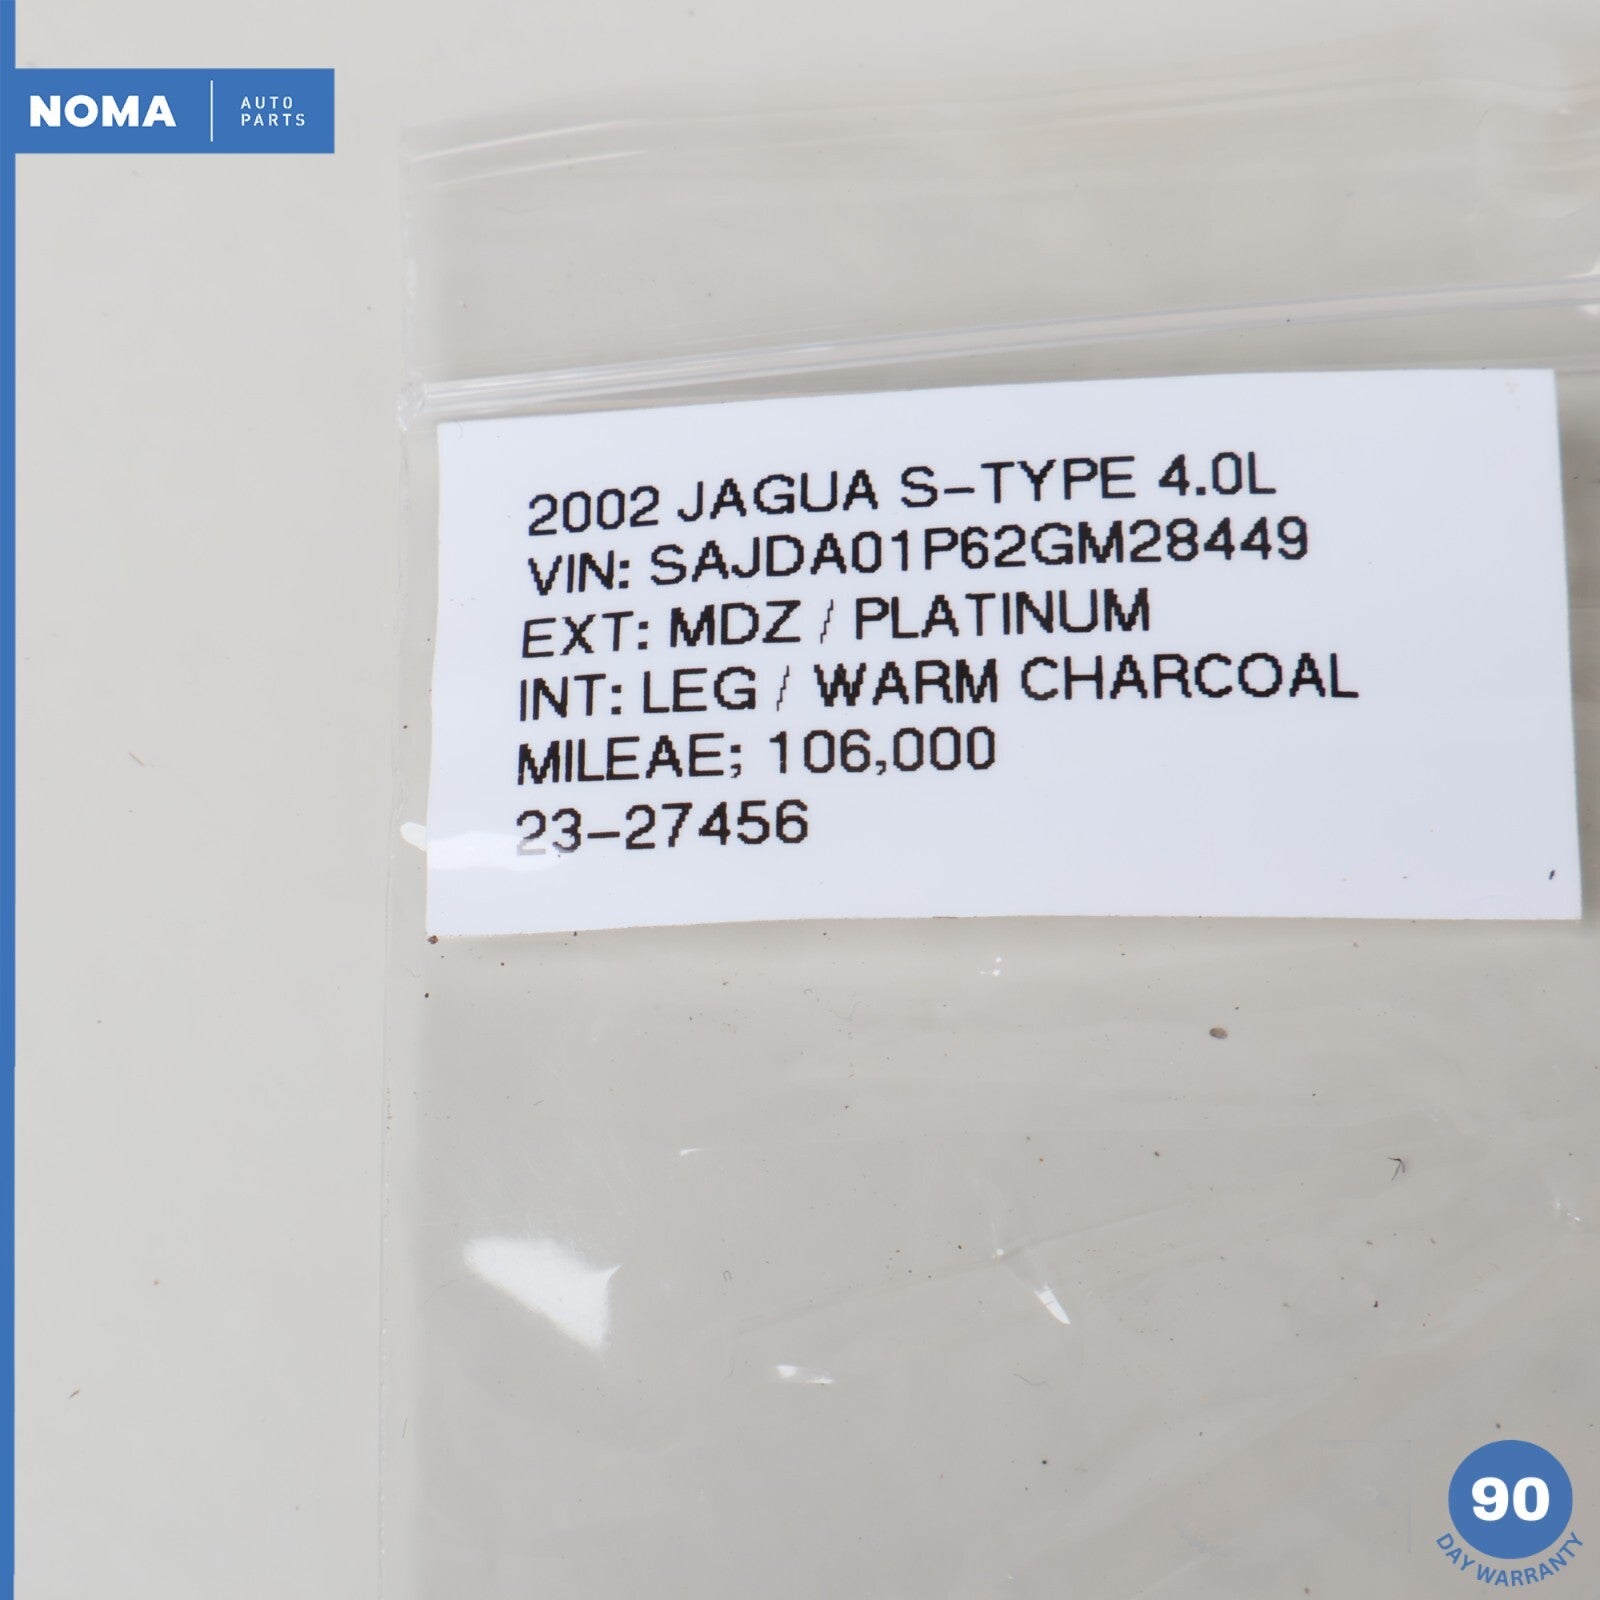 NOMA
AUTO
PARTS
2002 JAGUA S-TYPE 4.0L
VIN: SAJDA01P62GM28449
EXT: MDZ / PLATINUM
INT: LEG / WARM CHARCOAL
MILEAE; 106,000
23-27456
90
DAY WARRANTY